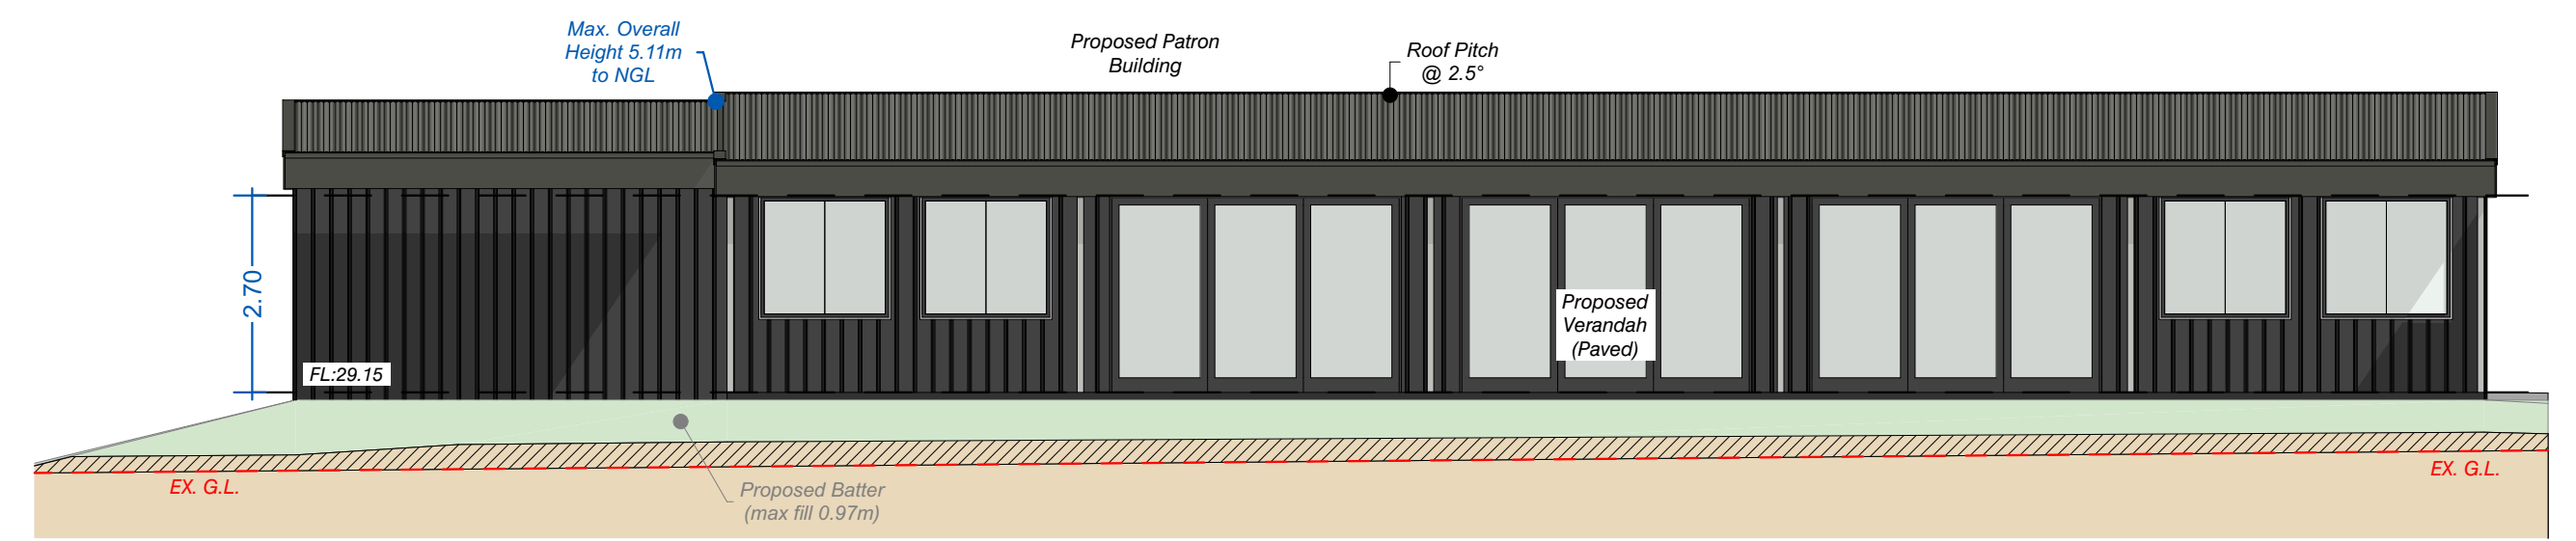 Max. Overall
Height 5.11m
to NGL
Proposed Patron
Building
Roof Pitch
@ 2.5°
2.70
FL:29.15
Proposed
Verandah
(Paved)
EX. G.L.
EX. G.L.
Proposed Batter
(max fill 0.97m)